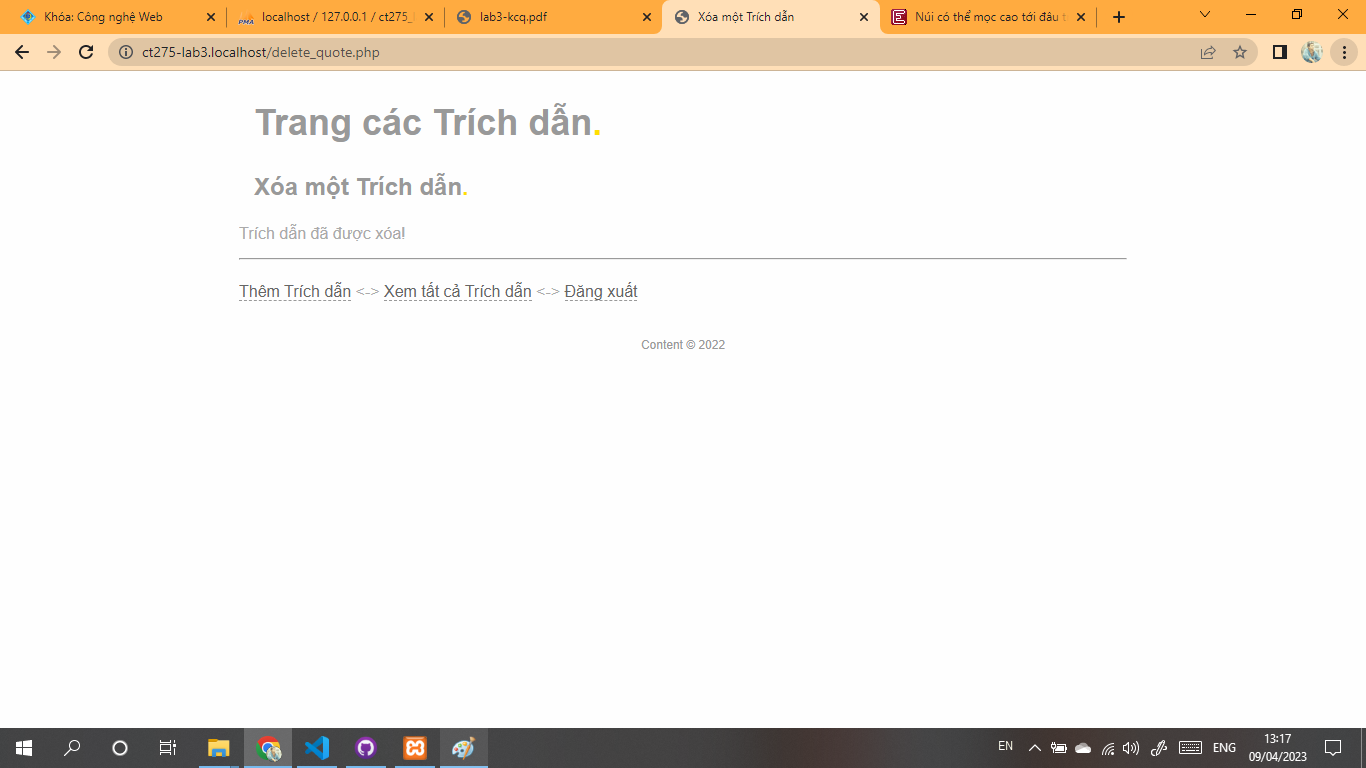 Khóa: Công nghệ Web
PMA localhost / 127.0.0.1 / ct275_
lab3-kcq.pdf
Xóa một Trích dẫn
E Núi có thể mọc cao tới đâu t
ct275-lab3.localhost/delete_quote.php
Trang các Trích dẫn.
Xóa một Trích dẫn.
Trích dẫn đã được xóa!
Thêm Trích dẫn <-> Xem tất cả Trích dẫn <-> Đăng xuất
Content © 2022
EN
ENG
13:17
09/04/2023